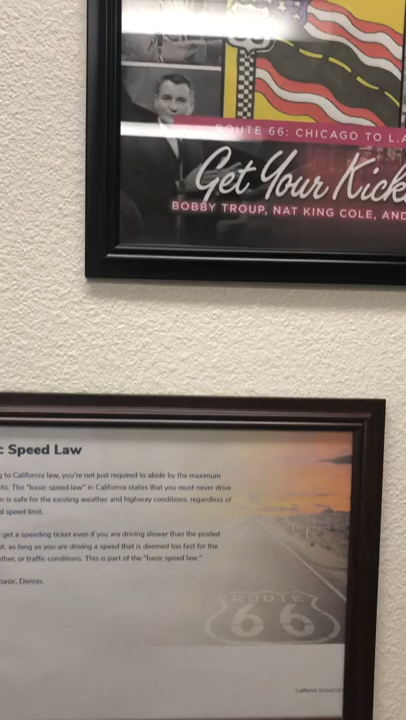 ROUTE
66
ROUTE 66: CHICAGO TO L.A
Get Your Kick
BOBBY TROUP, NAT KING COLE, AND
c Speed Law
g to California law, you're not just required to abide by the maximum
its. The "basic speed law" in California states that you must never drive
n is safe for the existing weather and highway conditions, regardless of
d speed limit.
get a speeding ticket even if you are driving slower than the posted
it, as long as you are driving a speed that is deemed too fast for the
ther, or traffic conditions. This is part of the "basic speed law."
basic, Dennis.
ROUTE
66
California School